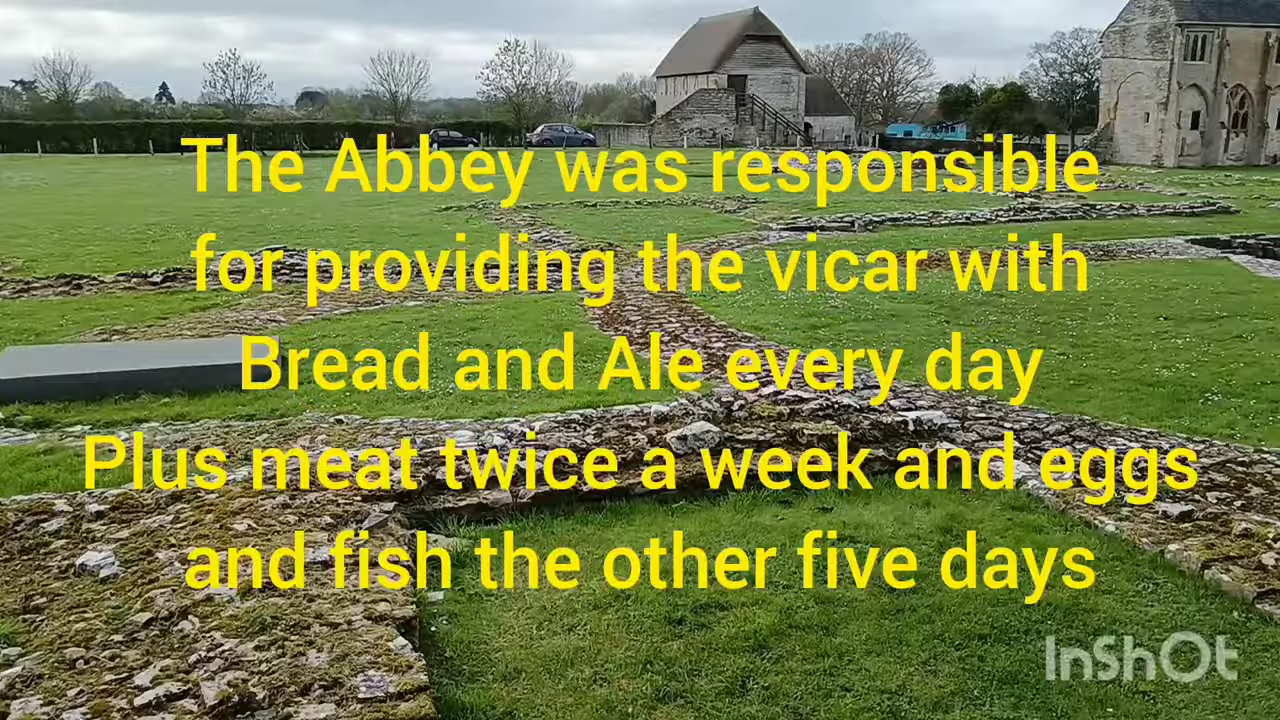 The Abbey was responsible
for providing the vicar with
Bread and Ale every day
Plus meat twice a week and eggs
and fish the other five days
InShOt